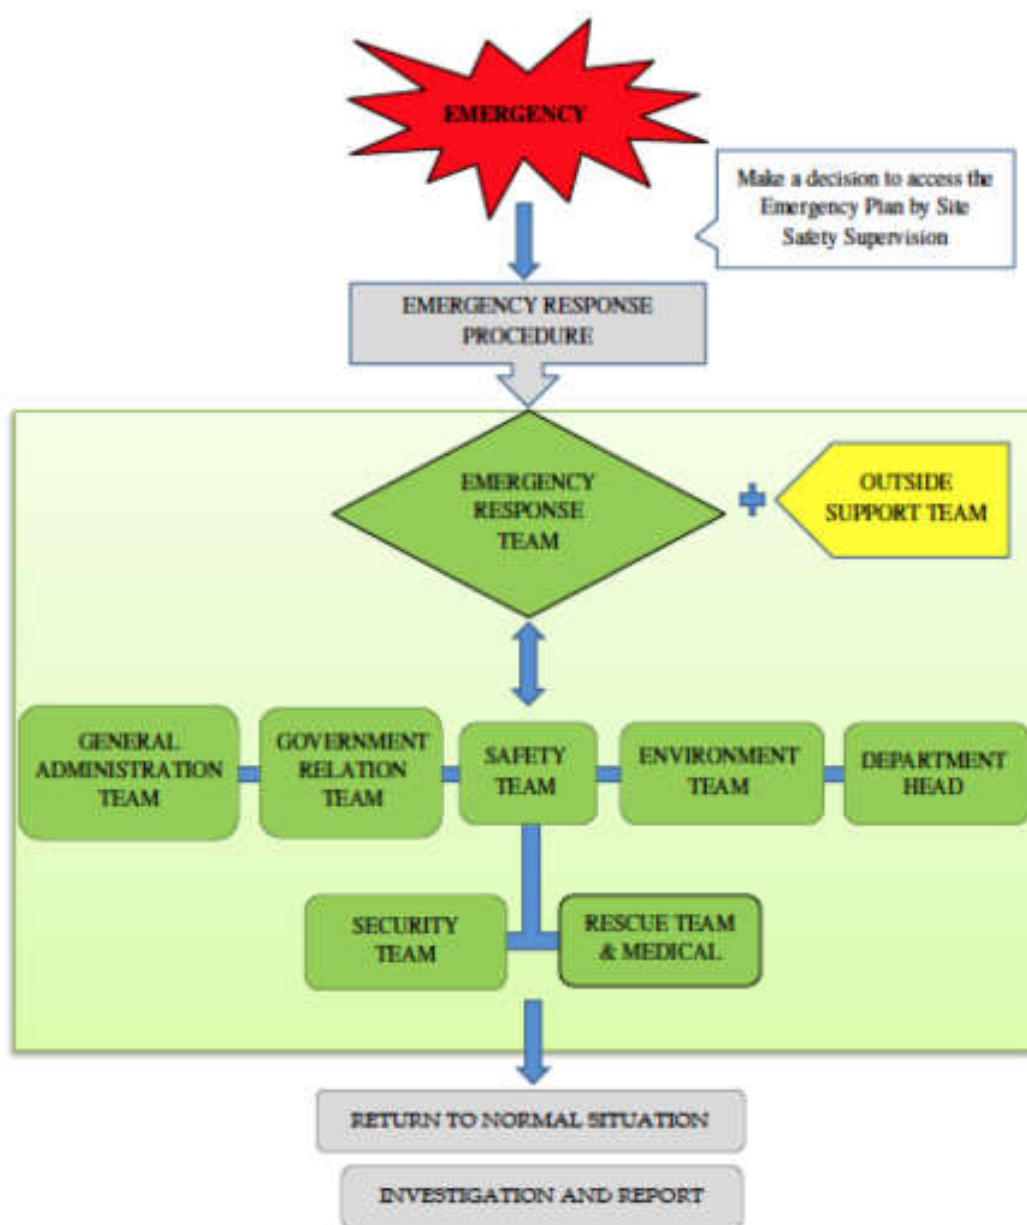 EMERGENCY
Make a decision to access the
Emergency Plan by Site
Safety Supervision
EMERGENCY RESPONSE
PROCEDURE
EMERGENCY
RESPONSE
TEAM
OUTSIDE
SUPPORT TEAM
GENERAL
ADMINISTRATION
TEAM
GOVERNMENT
RELATION
TEAM
SAFETY
TEAM
ENVIRONMENT
TEAM
DEPARTMENT
HEAD
SECURITY
TEAM
RESCUE TEAM
& MEDICAL
RETURN TO NORMAL SITUATION
INVESTIGATION AND REPORT